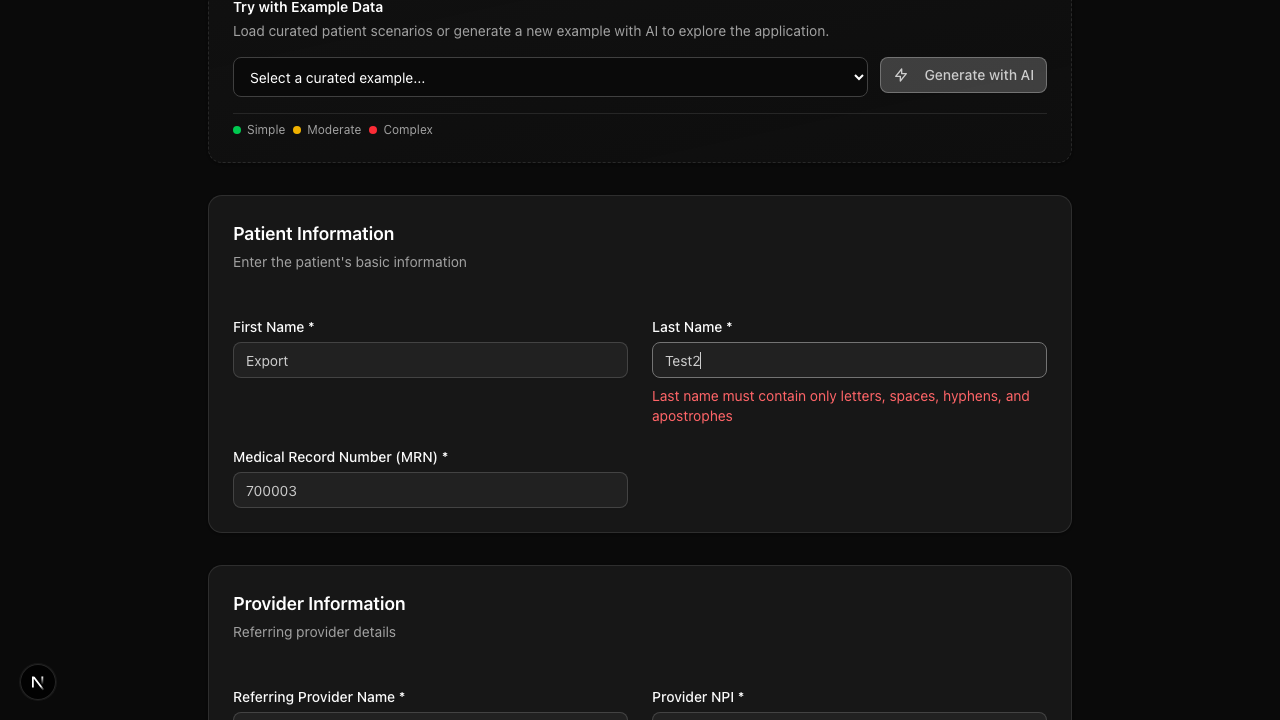 Try with Example Data
Load curated patient scenarios or generate a new example with AI to explore the application.
Select a curated example...
Generate with AI
Simple
Moderate
Complex
Patient Information
Enter the patient's basic information
First Name *
Last Name *
Export
Test2
Last name must contain only letters, spaces, hyphens, and
apostrophes
Medical Record Number (MRN) *
700003
Provider Information
Referring provider details
Referring Provider Name *
Provider NPI *
N